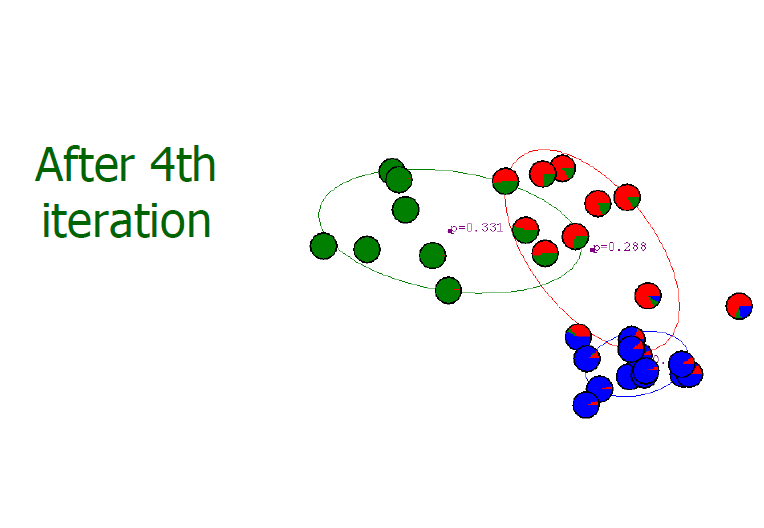 After 4th
iteration
p=0.331
p=0.288